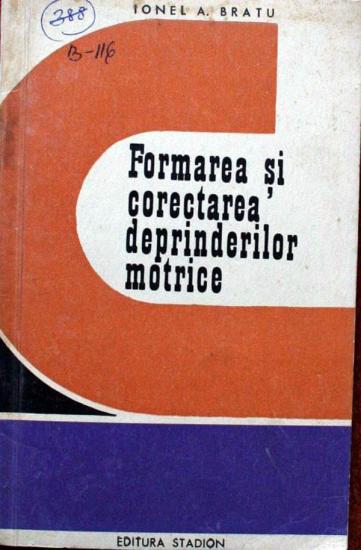 IONEL A. BRATU
388
B-116
Formarea și
corectarea
deprinderilor
motrice
EDITURA STADION